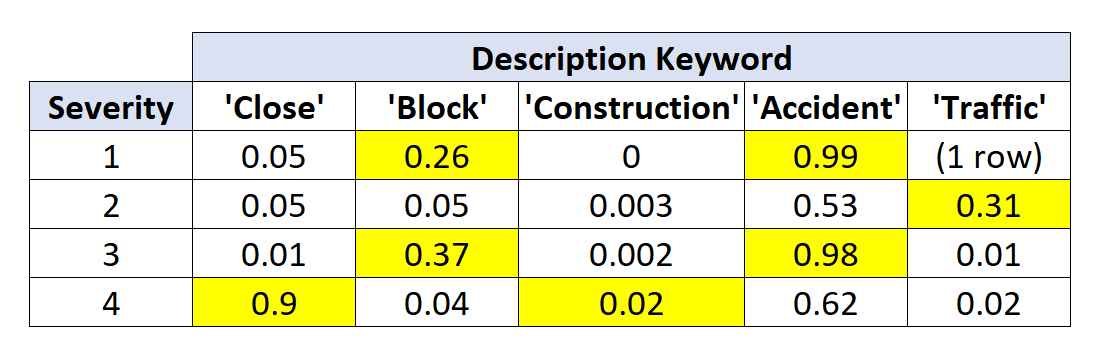 Description Keyword
Severity 'Close' 'Block' 'Construction' 'Accident' 'Traffic'
1 0.05 0.26 0 0.99 (1 row)
2 0.05 0.05 0.003 0.53 0.31
3 0.01 0.37 0.002 0.98 0.01
4 0.9 0.04 0.02 0.62 0.02